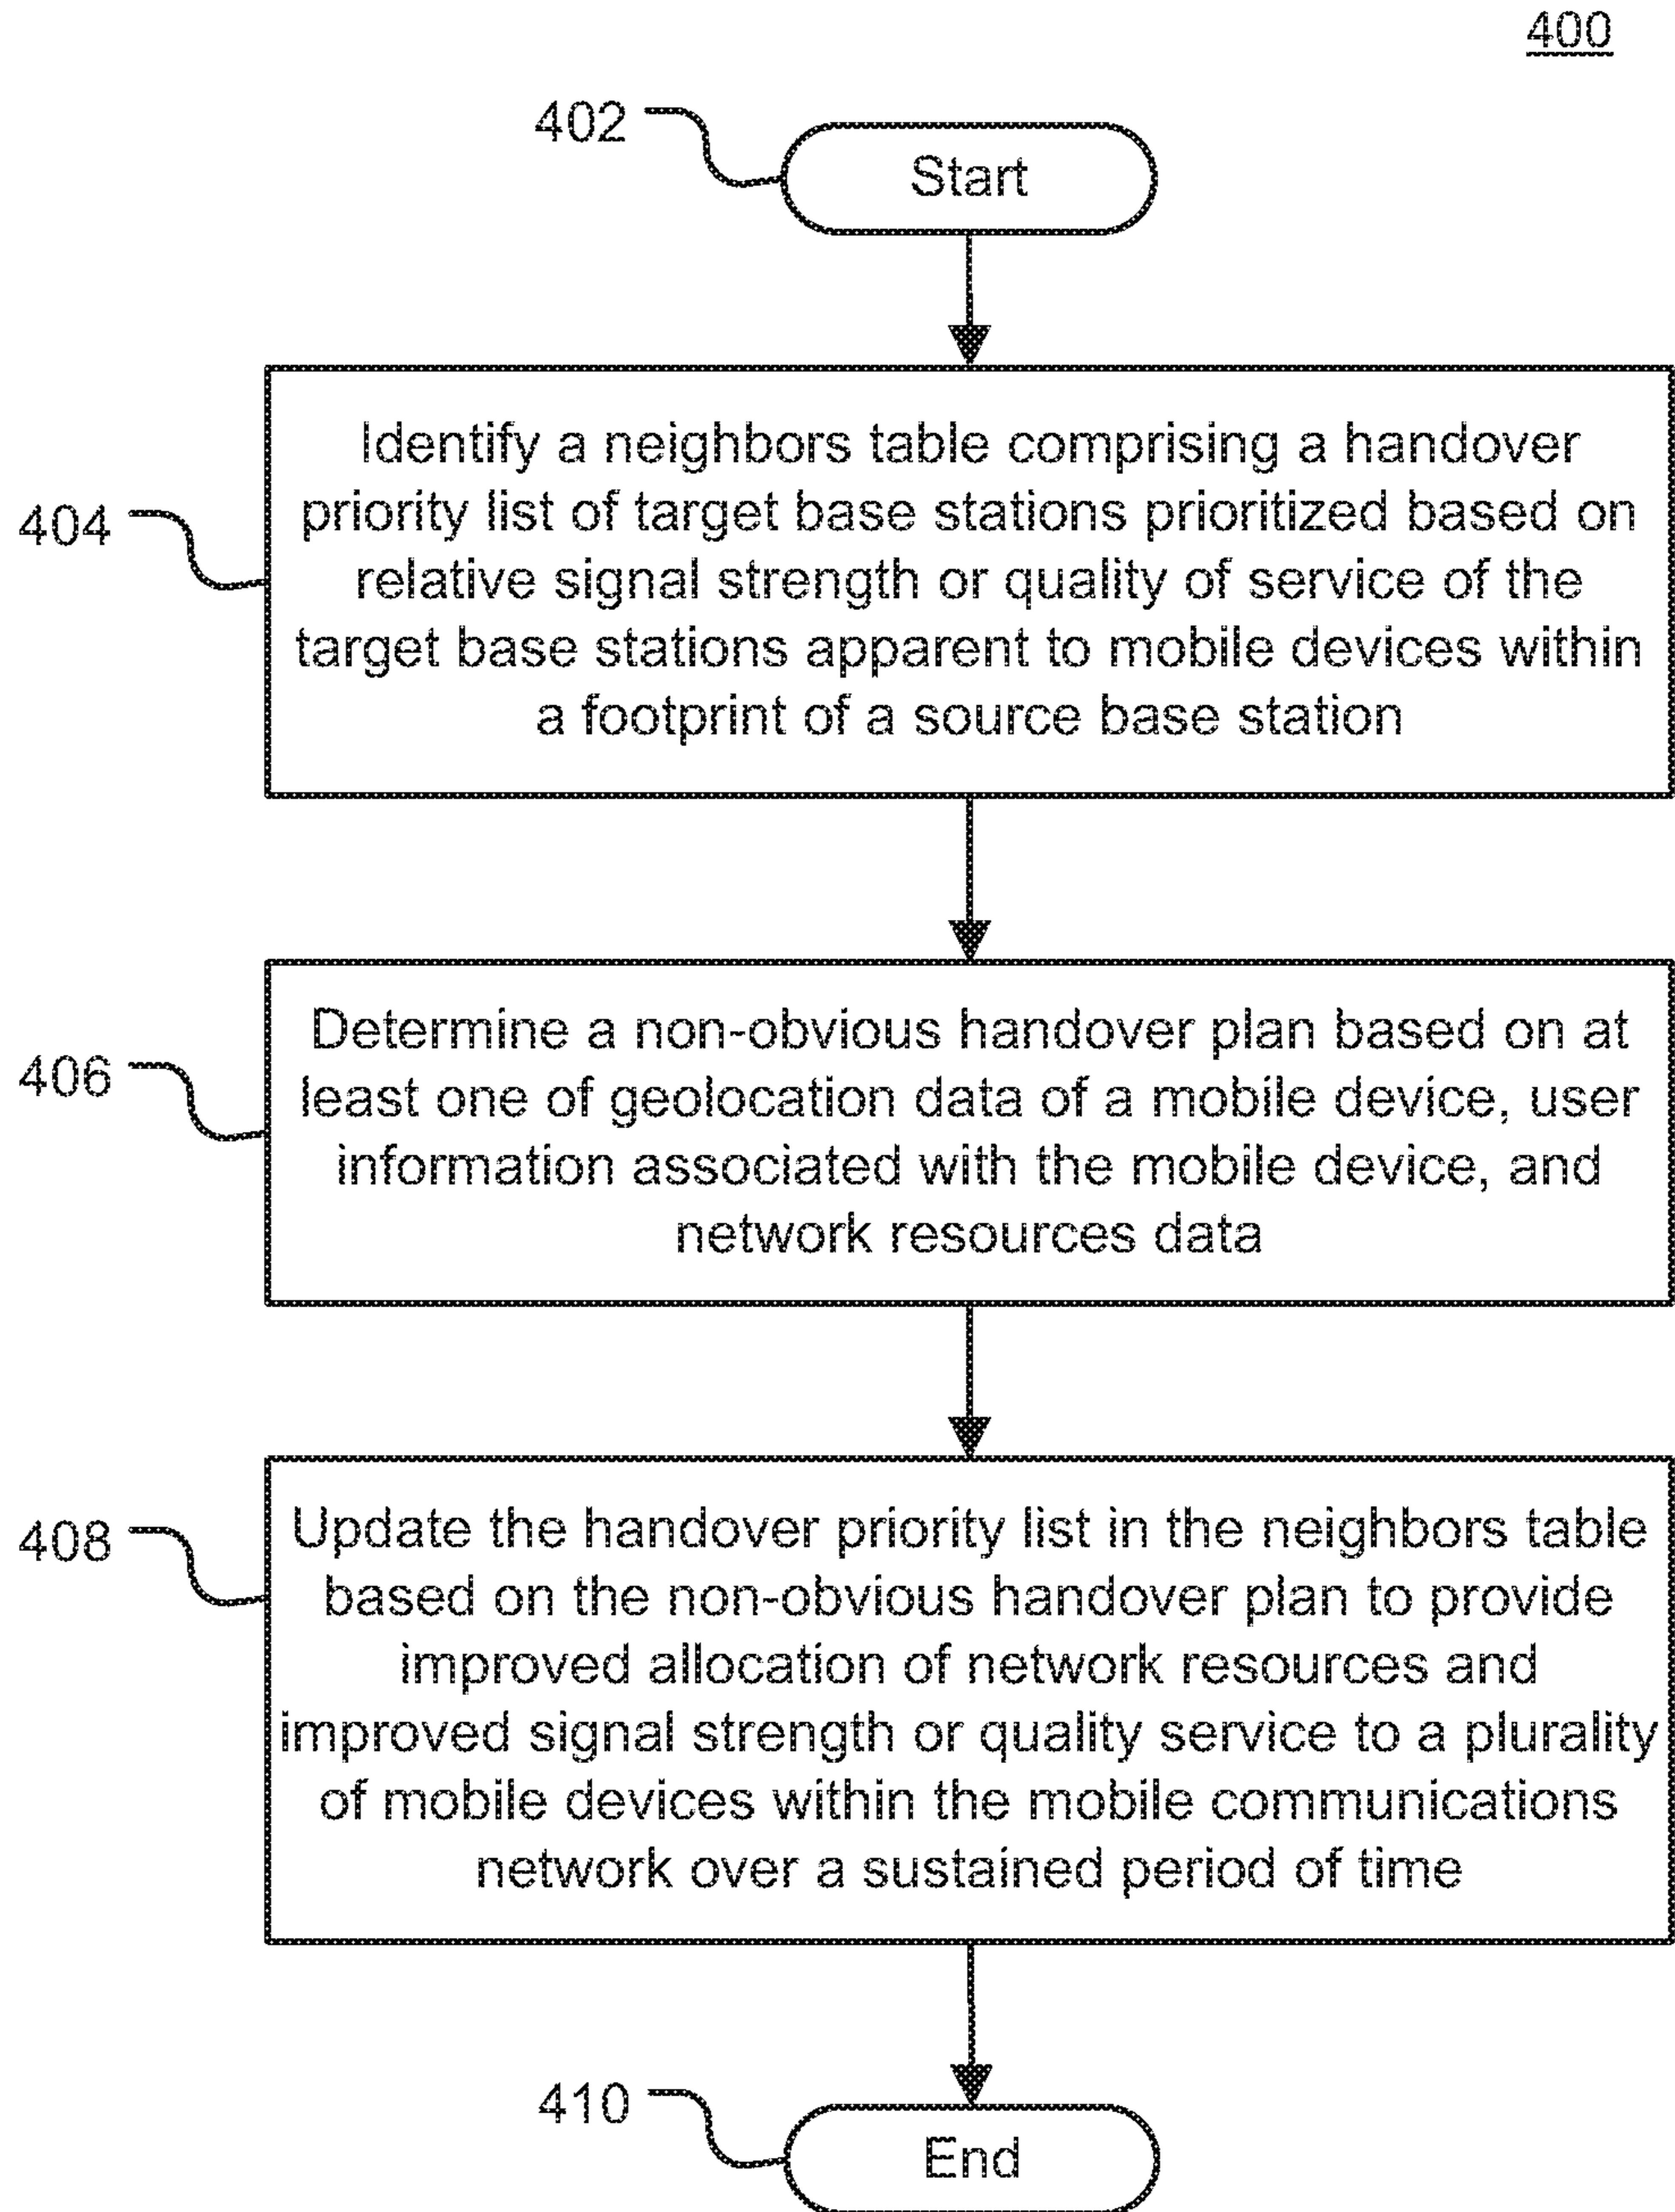 400
402
Start
404
Identify a neighbors table comprising a handover
priority list of target base stations prioritized based on
relative signal strength or quality of service of the
target base stations apparent to mobile devices within
a footprint of a source base station
406
Determine a non-obvious handover plan based on at
least one of geolocation data of a mobile device, user
information associated with the mobile device, and
network resources data
408
Update the handover priority list in the neighbors table
based on the non-obvious handover plan to provide
improved allocation of network resources and
improved signal strength or quality service to a plurality
of mobile devices within the mobile communications
network over a sustained period of time
410
End